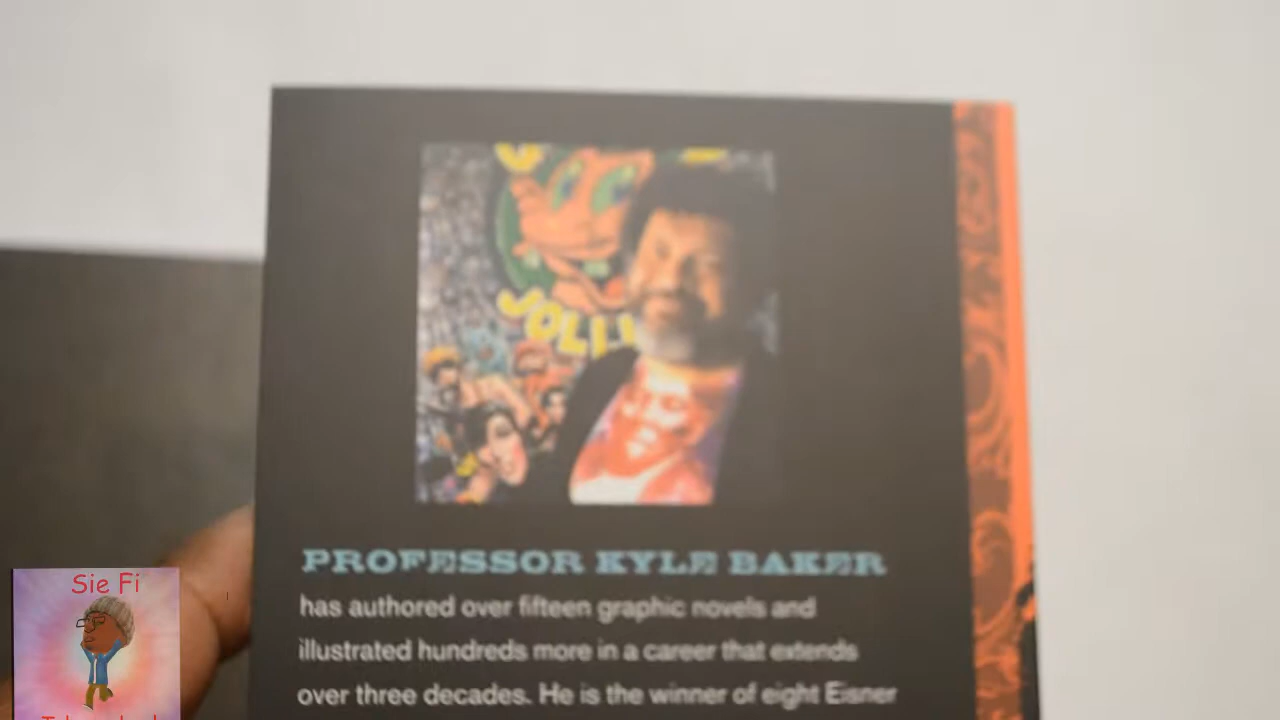 JOLLI
PROFESSOR KYLE BAKER
has authored over fifteen graphic novels and
illustrated hundreds more in a career that extends
over three decades. He is the winner of eight Eisner
Sie Fi